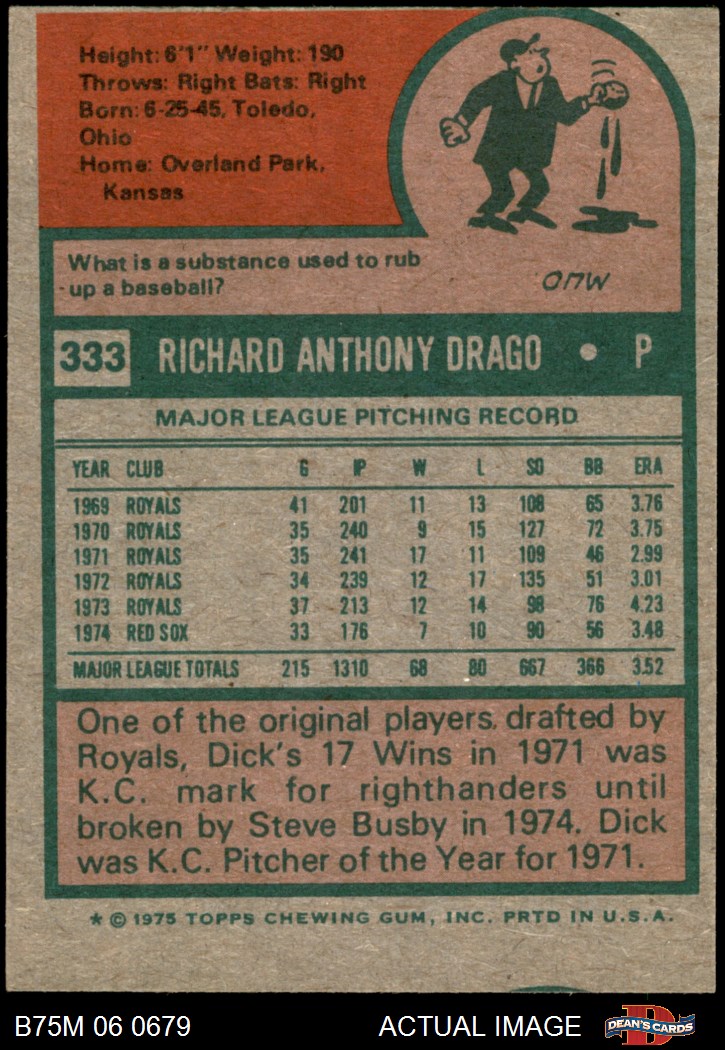 Height: 6'1" Weight: 190
Throws: Right Bats: Right
Born: 6-25-45, Toledo,
Ohio
Home: Overland Park,
Kansas
What is a substance used to rub
up a baseball?
MUD
333 RICHARD ANTHONY DRAGO • P
MAJOR LEAGUE PITCHING RECORD
YEAR CLUB G IP W L SO BB ERA
1969 ROYALS 41 201 11 13 108 65 3.76
1970 ROYALS 35 240 9 15 127 72 3.75
1971 ROYALS 35 241 17 11 109 46 2.99
1972 ROYALS 34 239 12 17 135 51 3.01
1973 ROYALS 37 213 12 14 98 76 4.23
1974 RED SOX 33 176 7 10 90 56 3.48
MAJOR LEAGUE TOTALS 215 1310 68 80 667 366 3.52
One of the original players drafted by
Royals, Dick's 17 Wins in 1971 was
K.C. mark for righthanders until
broken by Steve Busby in 1974. Dick
was K.C. Pitcher of the Year for 1971.
* © 1975 TOPPS CHEWING GUM, INC. PRTD IN U.S.A.
B75M 06 0679 ACTUAL IMAGE
D
DEAN'S CARDS